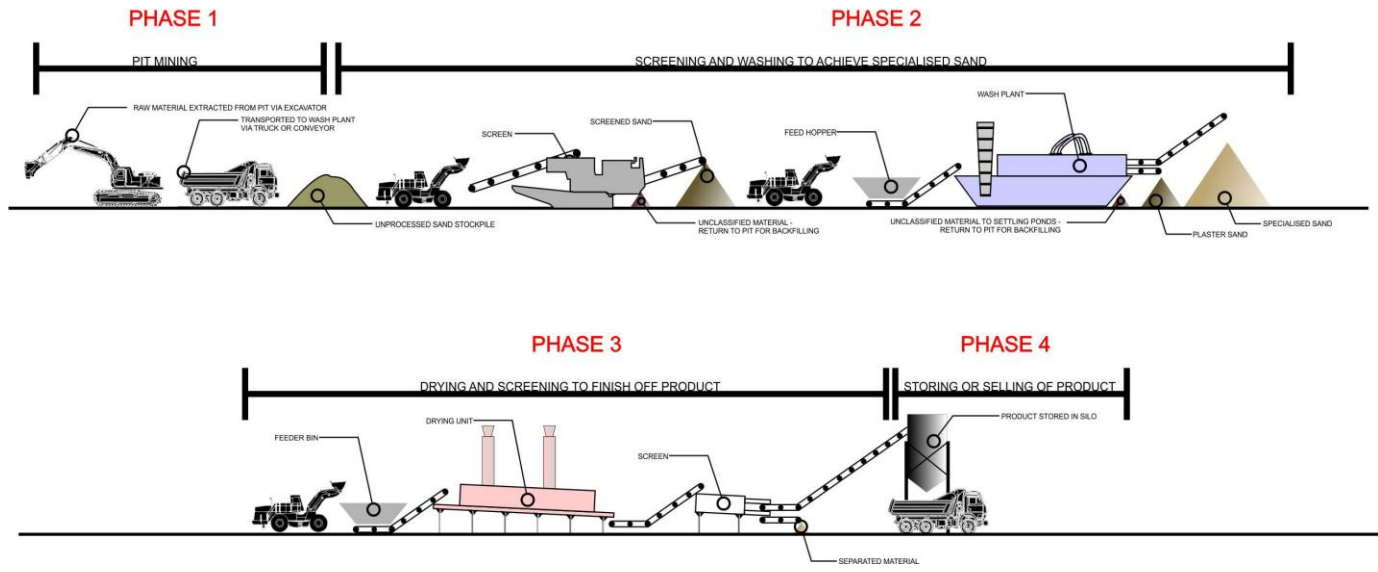 PHASE 1
PHASE 2
PIT MINING
SCREENING AND WASHING TO ACHIEVE SPECIALISED SAND
RAW MATERIAL EXTRACTED FROM PIT VIA EXCAVATOR
TRANSPORTED TO WASH PLANT
VIA TRUCK OR CONVEYOR
SCREEN
SCREENED SAND
FEED HOPPER
WASH PLANT
UNPROCESSED SAND STOCKPILE
UNCLASSIFIED MATERIAL -
RETURN TO PIT FOR BACKFILLING
UNCLASSIFIED MATERIAL TO SETTLING PONDS -
RETURN TO PIT FOR BACKFILLING
PLASTER SAND
SPECIALISED SAND
PHASE 3
PHASE 4
DRYING AND SCREENING TO FINISH OFF PRODUCT
STORING OR SELLING OF PRODUCT
FEEDER BIN
DRYING UNIT
SCREEN
PRODUCT STORED IN SILO
SEPARATED MATERIAL